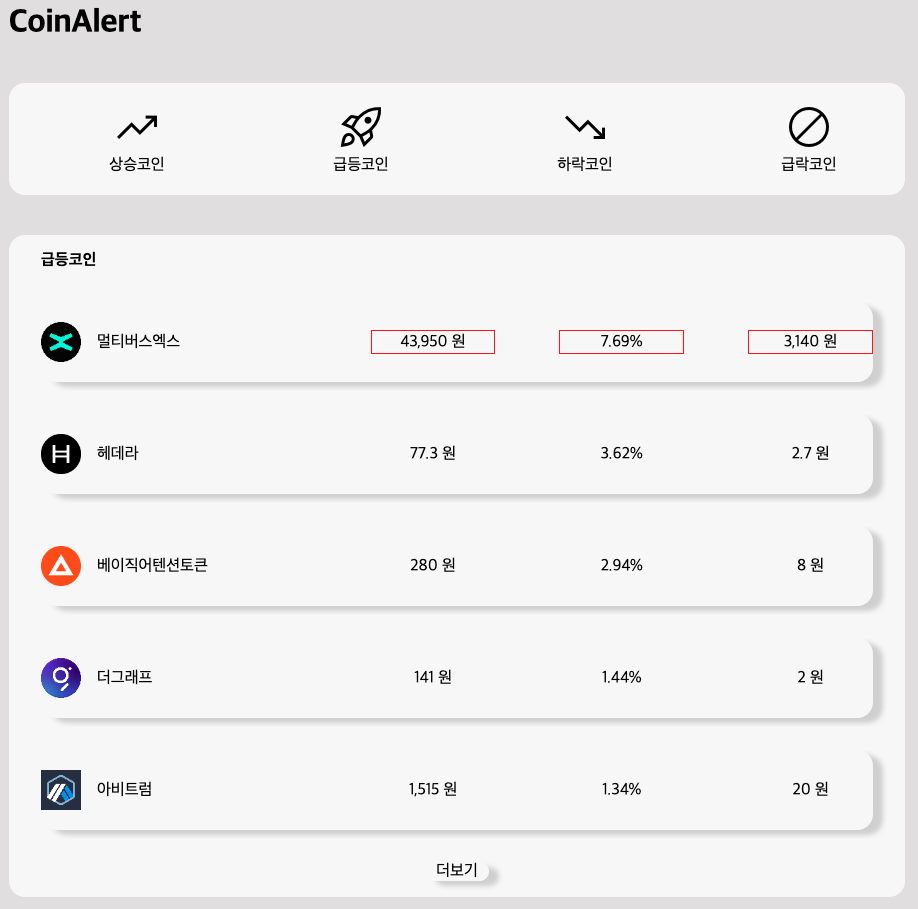 CoinAlert
상승코인 급등코인 하락코인 급락코인
급등코인
멀티버스엑스 43,950 원 7.69% 3,140 원
헤데라 77.3 원 3.62% 2.7 원
베이직어텐션토큰 280 원 2.94% 8 원
더그래프 141 원 1.44% 2 원
아비트럼 1,515 원 1.34% 20 원
더보기